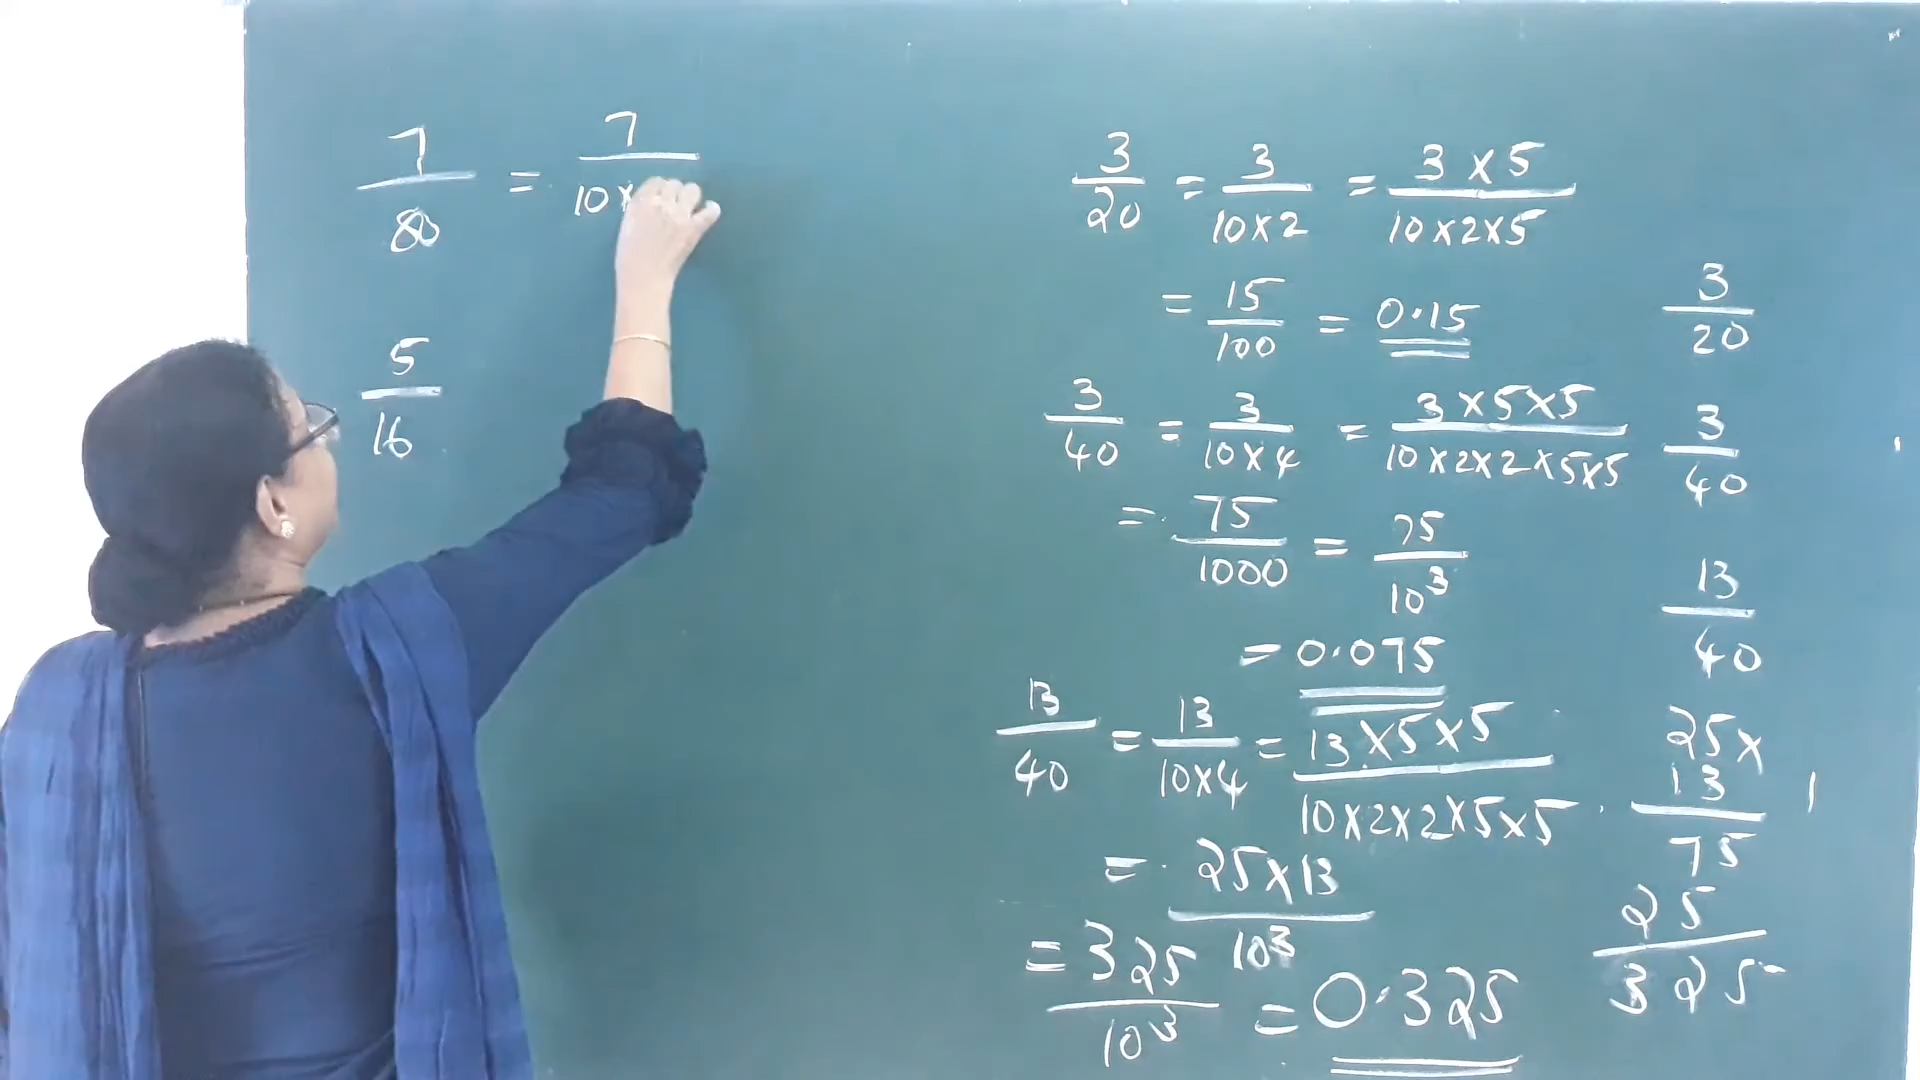 7/80 = 7/10×
5/16
3/20 = 3/10×2 = 3×5/10×2×5
= 15/100 = 0.15
3/40 = 3/10×4 = 3×5×5/10×2×2×5×5
= 75/1000 = 75/10³
= 0.075
13/40 = 13/10×4 = 13×5×5/10×2×2×5×5
= 25×13/10³
= 325/10³ = 0.325
3/20
3/40
13/40
25×
13
75
25
325